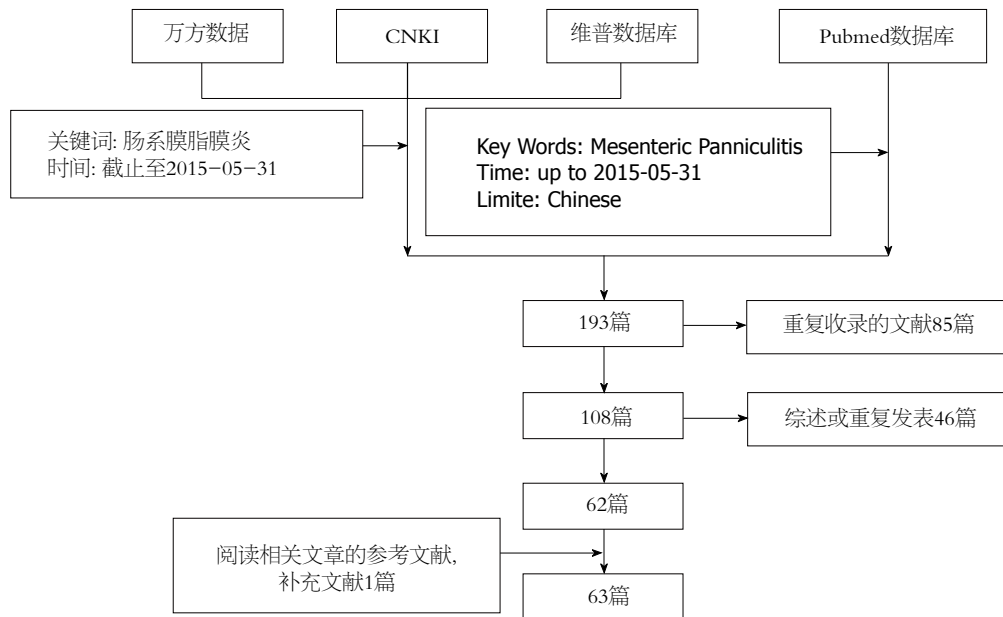 万方数据
CNKI
维普数据库
Pubmed数据库
关键词: 肠系膜脂膜炎
时间: 截止至2015-05-31
Key Words: Mesenteric Panniculitis
Time: up to 2015-05-31
Limite: Chinese
193篇
重复收录的文献85篇
108篇
综述或重复发表46篇
62篇
阅读相关文章的参考文献,
补充文献1篇
63篇